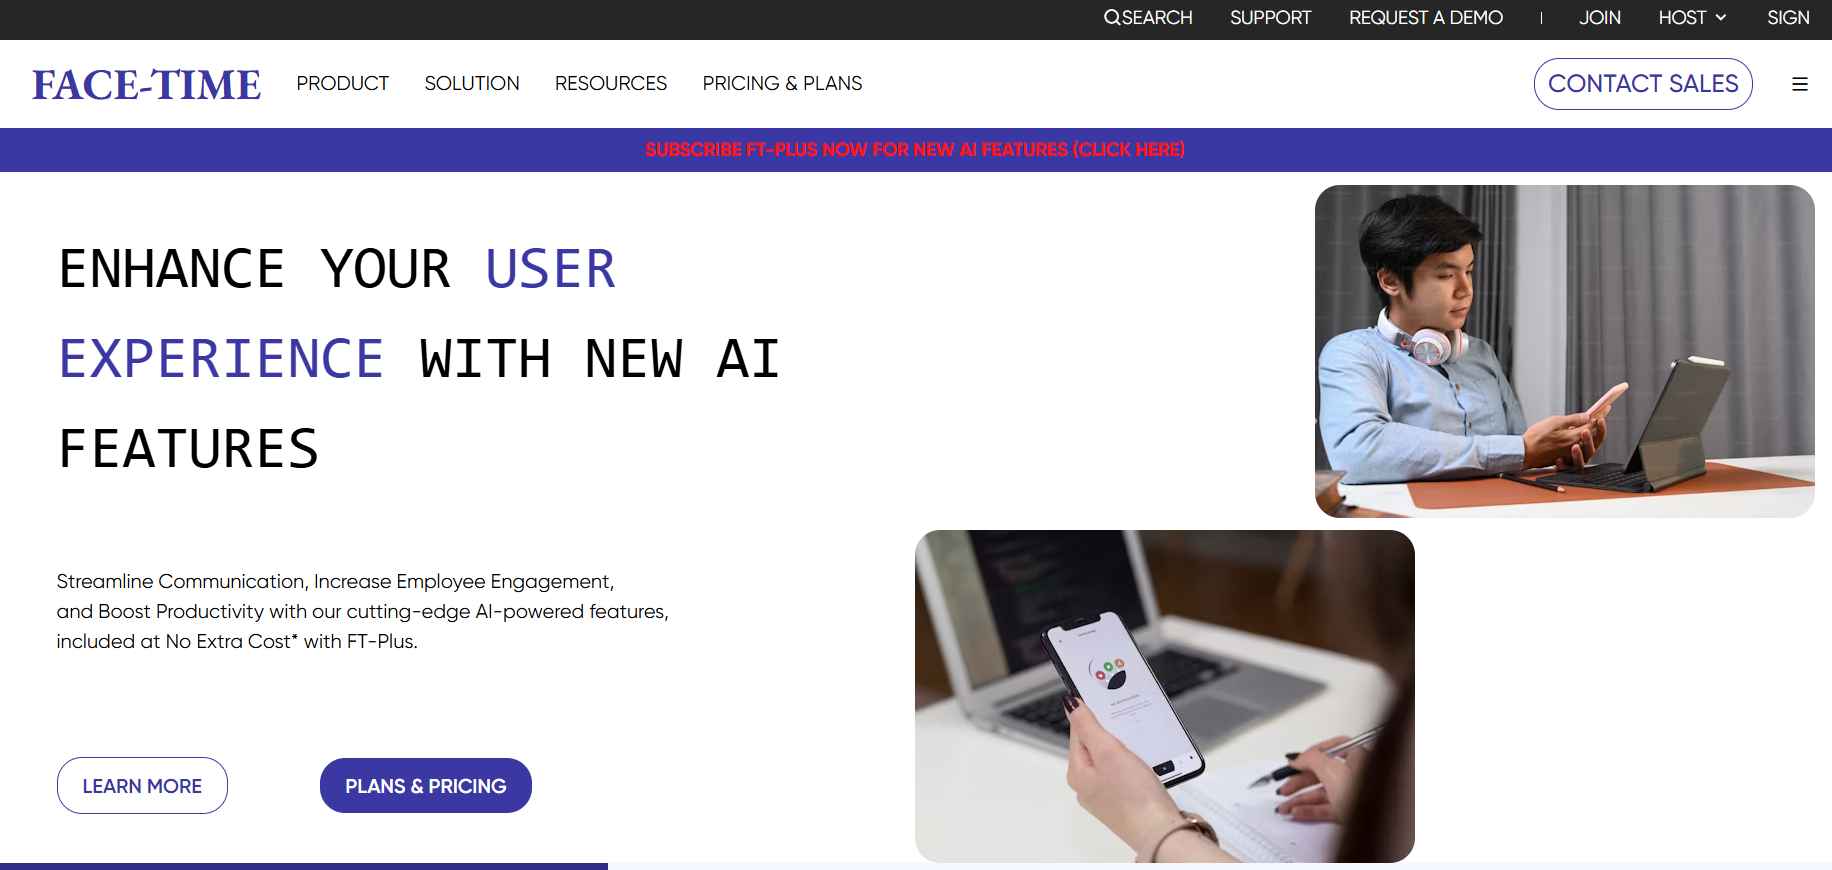 SEARCH SUPPORT REQUEST A DEMO | JOIN HOST SIGN
FACE-TIME PRODUCT SOLUTION RESOURCES PRICING & PLANS CONTACT SALES
SUBSCRIBE FT-PLUS NOW FOR NEW AI FEATURES (CLICK HERE)
ENHANCE YOUR USER
EXPERIENCE WITH NEW AI
FEATURES
Streamline Communication, Increase Employee Engagement,
and Boost Productivity with our cutting-edge AI-powered features,
included at No Extra Cost* with FT-Plus.
LEARN MORE PLANS & PRICING